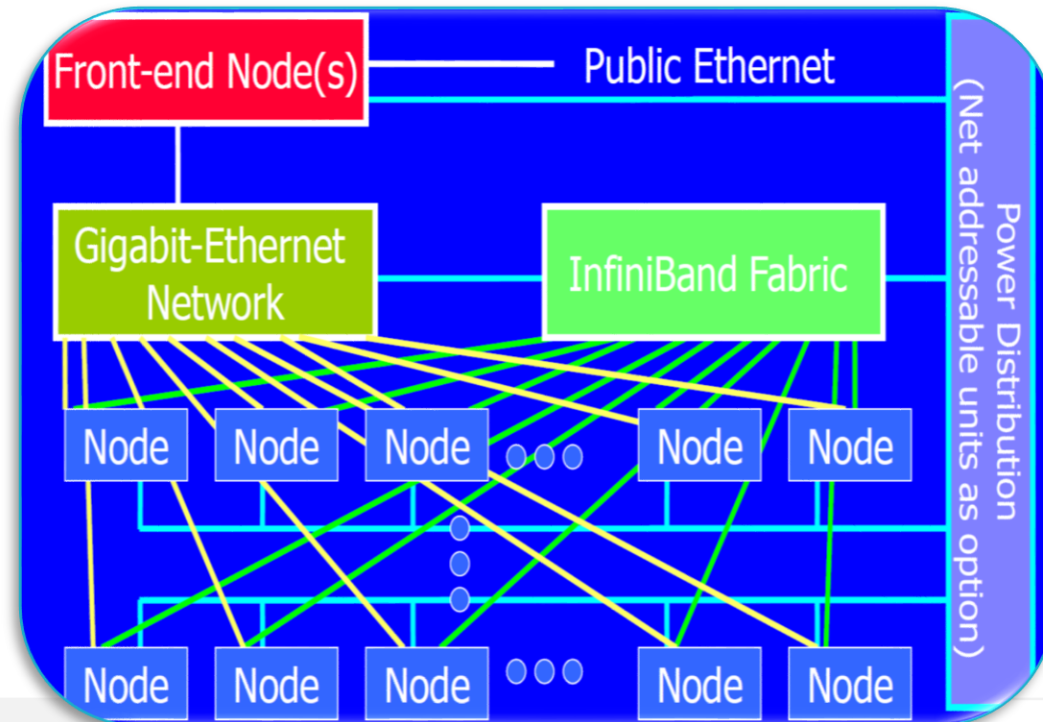 Front-end Node(s)
Public Ethernet
Gigabit-Ethernet
Network
InfiniBand Fabric
Power Distribution
(Net addressable units as option)
Node
Node
Node
Node
Node
Node
Node
Node
Node
Node